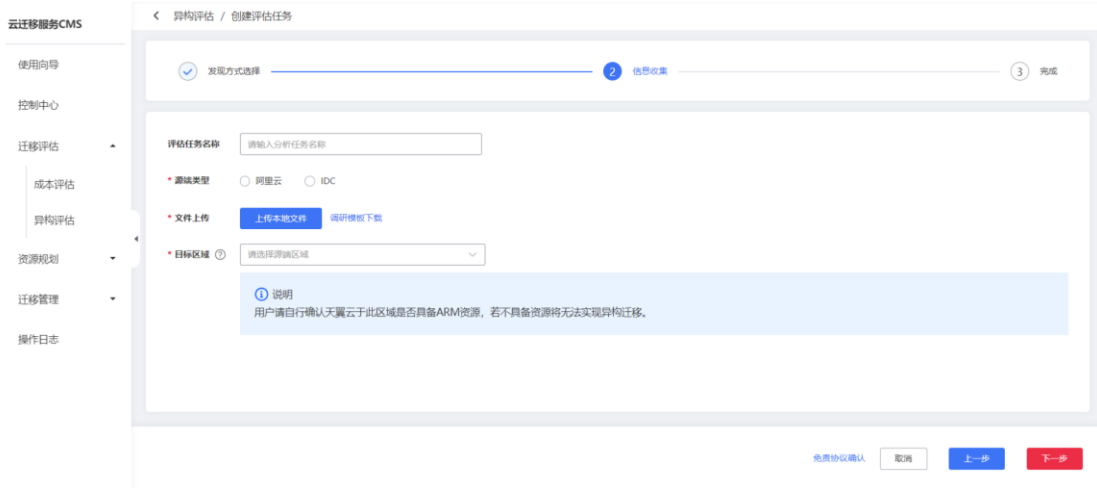 云迁移服务CMS
异构评估 / 创建评估任务
使用向导
控制中心
迁移评估
成本评估
异构评估
资源规划
迁移管理
操作日志
发现方式选择
2 信息收集
3 完成
评估任务名称 请输入分析任务名称
* 源端类型 阿里云 IDC
* 文件上传 上传本地文件 调研模板下载
* 目标区域 ? 请选择源端区域
说明
用户请自行确认天翼云于此区域是否具备ARM资源，若不具备资源将无法实现异构迁移。
免责协议确认 取消 上一步 下一步